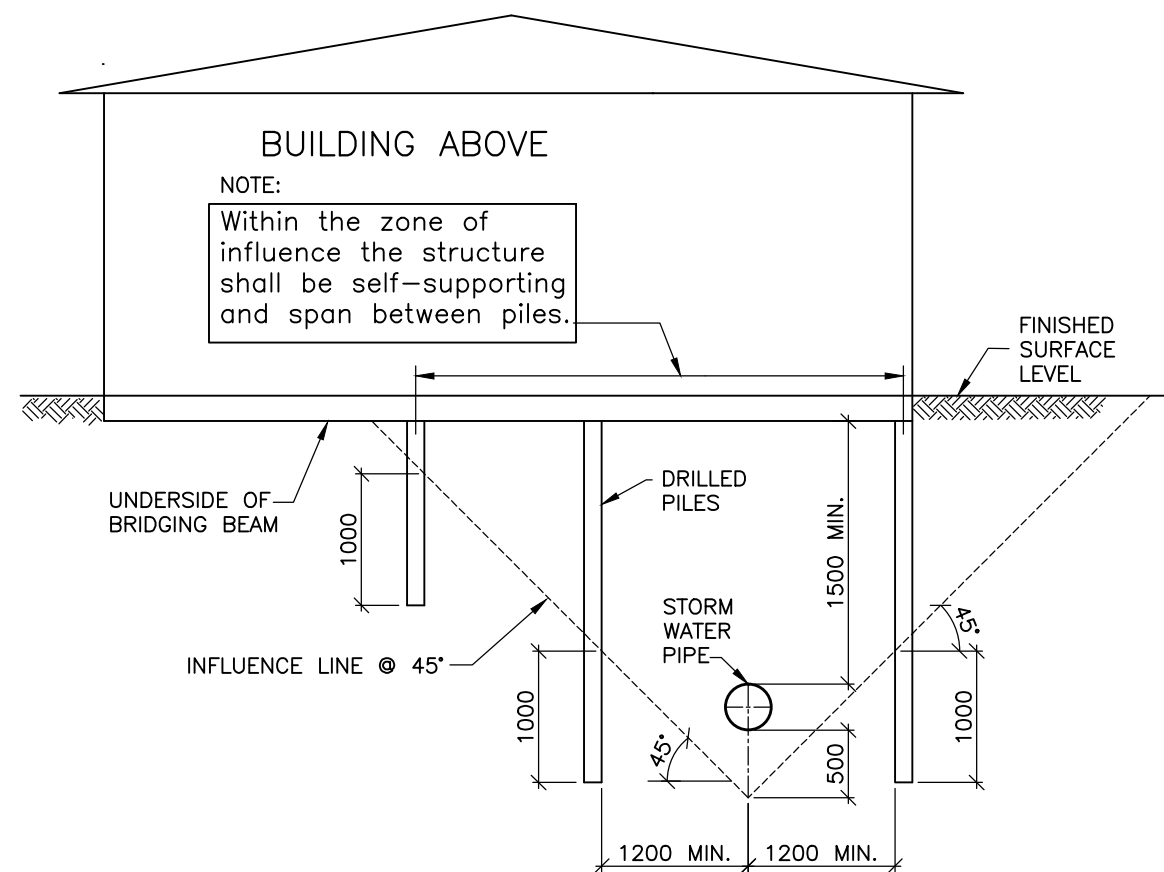 BUILDING ABOVE
NOTE:
Within the zone of
influence the structure
shall be self-supporting
and span between piles.
FINISHED
SURFACE
LEVEL
UNDERSIDE OF
BRIDGING BEAM
1000
DRILLED
PILES
1500 MIN.
STORM
WATER
PIPE
45°
INFLUENCE LINE @ 45°
1000
45°
500
1000
1200 MIN.
1200 MIN.